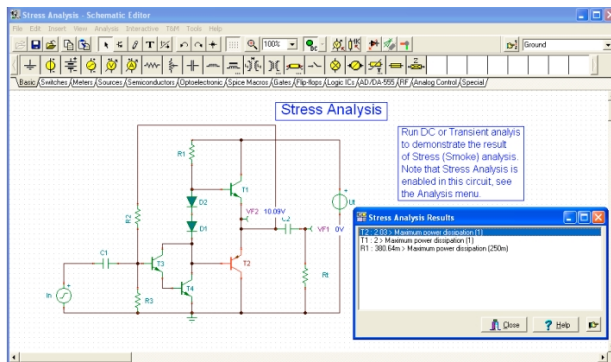 Stress Analysis - Schematic Editor
File Edit Insert View Analysis Interactive T&M Tools Help
100%
DC
Ground
Basic Switches Meters Sources Semiconductors Optoelectronic Spice Macros Gates Flip-flops Logic ICs AD/DA-555 RF Analog Control Special
Stress Analysis
Run DC or Transient analyis
to demonstrate the result
of Stress (Smoke) analysis.
Note that Stress Analysis is
enabled in this circuit, see
the Analysis menu.
R1
T1
D2
VF2 10.09V
Ut
R2
C2
VF1 0V
D1
C1
T3
T2
Rt
T4
In
R3
Stress Analysis Results
T2 : 2.03 > Maximum power dissipation (1)
T1 : 2 > Maximum power dissipation (1)
R1 : 380.64m > Maximum power dissipation (250m)
Close
Help